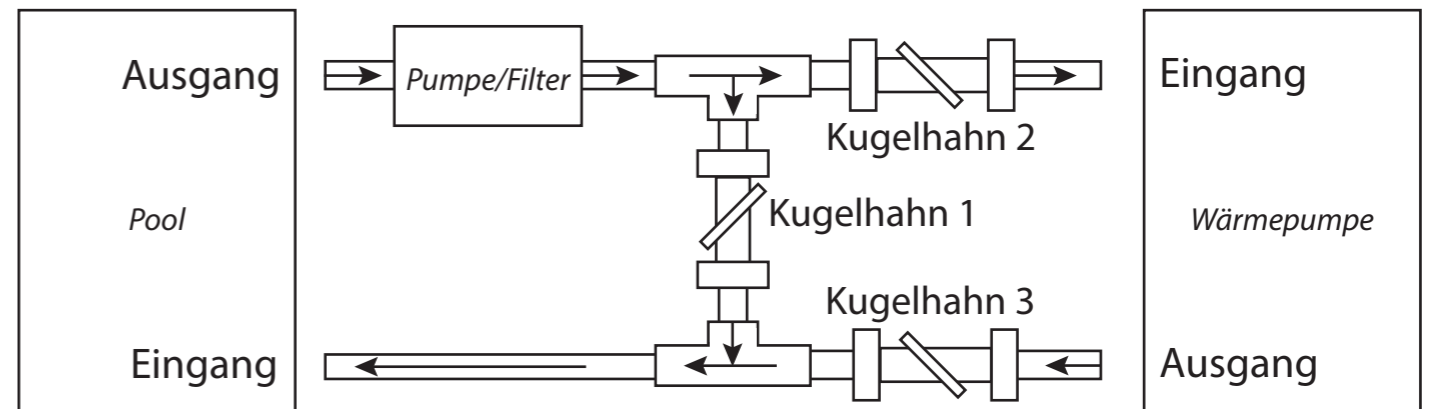 Ausgang
Pumpe/Filter
Eingang
Kugelhahn 2
Pool
Kugelhahn 1
Wärmepumpe
Kugelhahn 3
Eingang
Ausgang